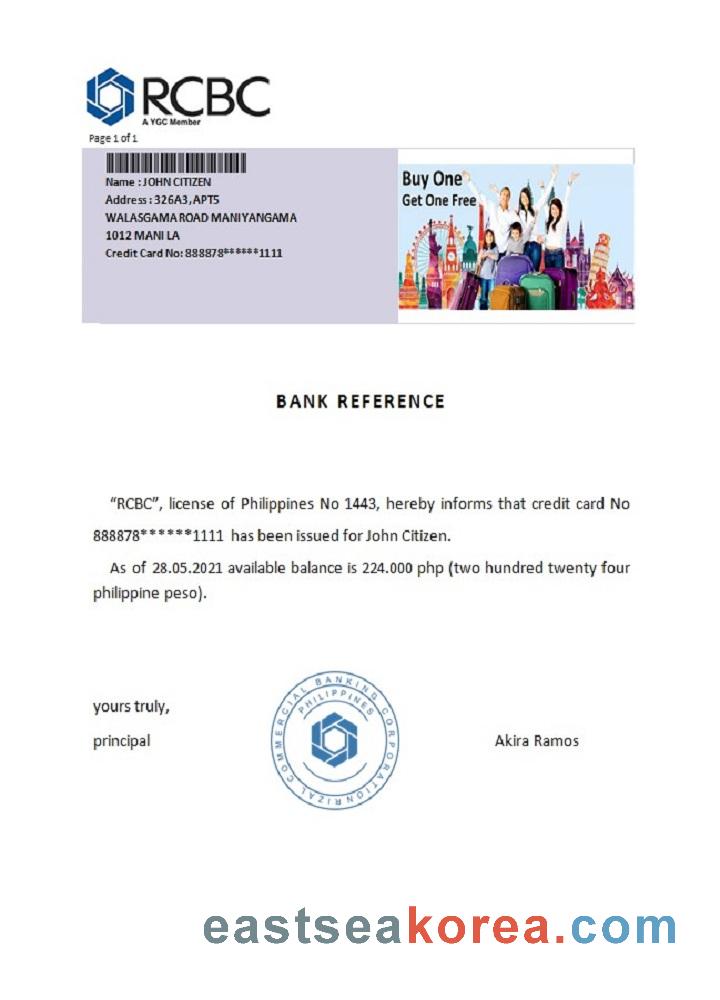 RCBC
A YGC Member
Page 1 of 1
Name : JOHN CITIZEN
Address : 326A3, APT5
WALASGAMA ROAD MANIYANGAMA
1012 MANILA
Credit Card No: 888878******1111
Buy One
Get One Free
BANK REFERENCE
“RCBC”, license of Philippines No 1443, hereby informs that credit card No
888878******1111 has been issued for John Citizen.
As of 28.05.2021 available balance is 224.000 php (two hundred twenty four
philippine peso).
yours truly,
principal
RIZAL COMMERCIAL BANKING CORPORATION
PHILIPPINES
Akira Ramos
eastseakorea.com